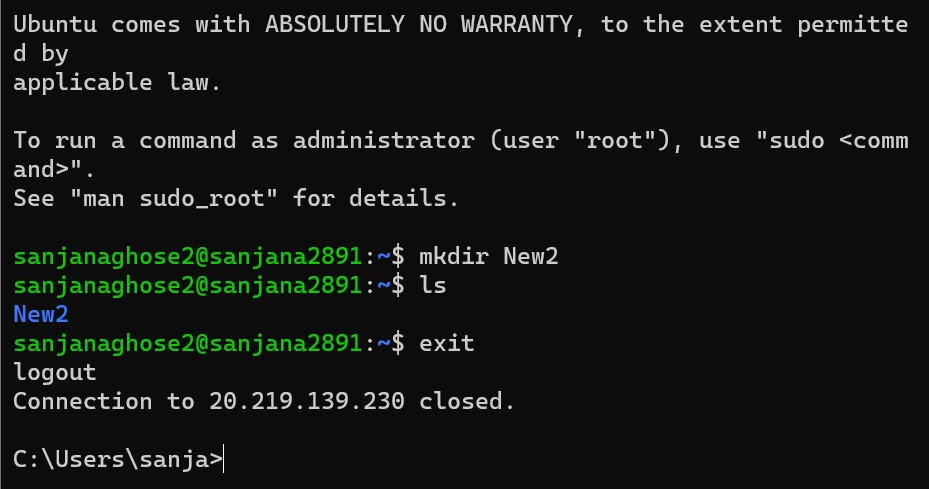 Ubuntu comes with ABSOLUTELY NO WARRANTY, to the extent permitte
d by
applicable law.
To run a command as administrator (user "root"), use "sudo <comm
and>".
See "man sudo_root" for details.
sanjanaghose2@sanjana2891:~$ mkdir New2
sanjanaghose2@sanjana2891:~$ ls
New2
sanjanaghose2@sanjana2891:~$ exit
logout
Connection to 20.219.139.230 closed.
C:\Users\sanja>